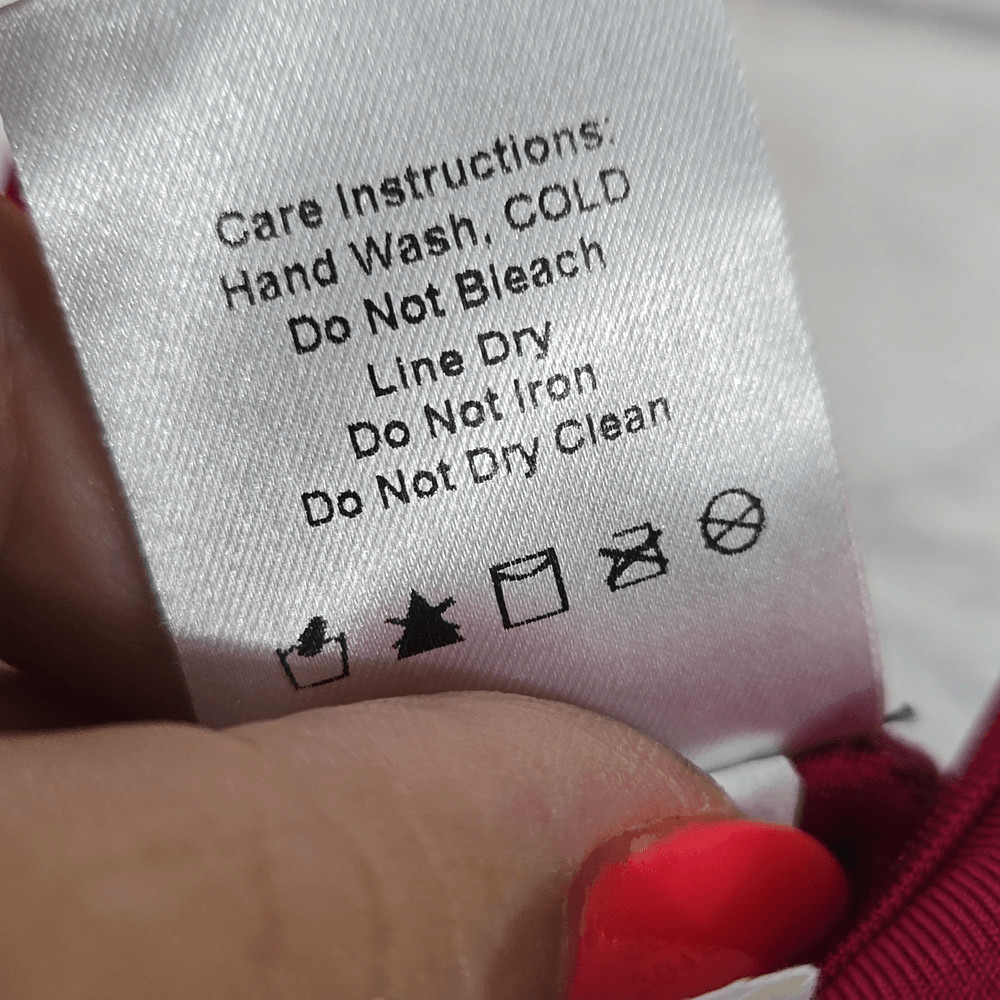 Care Instructions:
Hand Wash, COLD
Do Not Bleach
Line Dry
Do Not Iron
Do Not Dry Clean